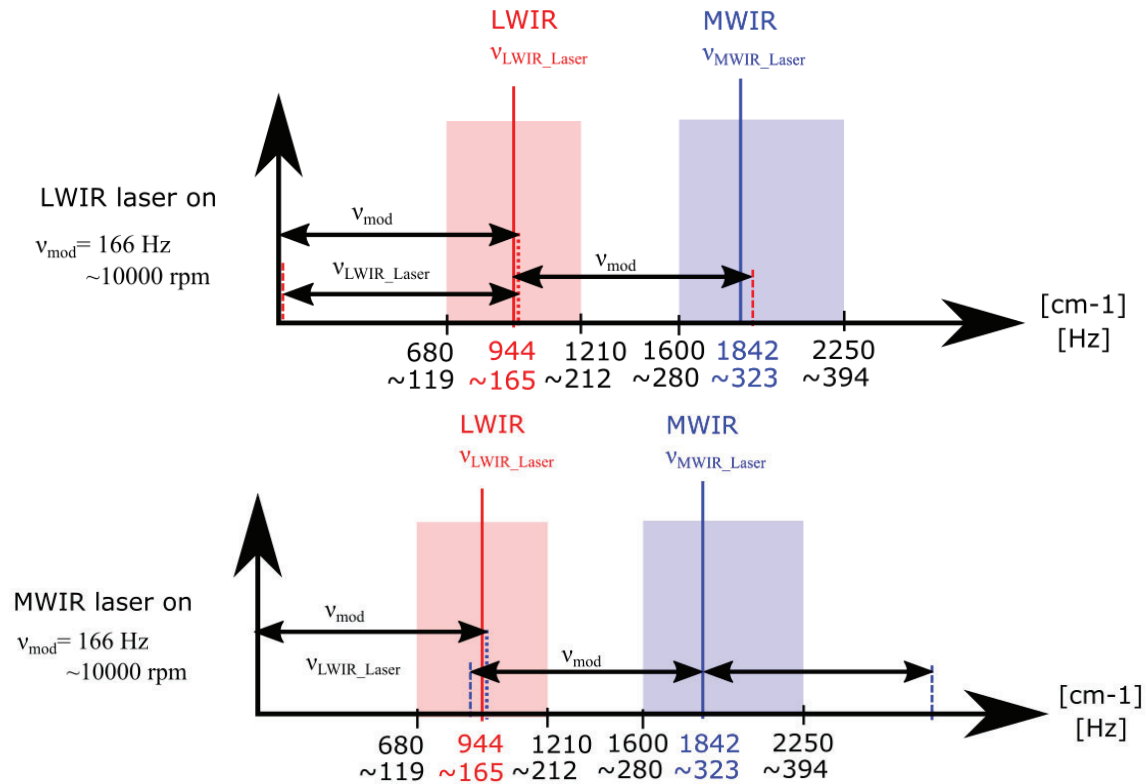 LWIR MWIR
νLWIR_Laser νMWIR_Laser
LWIR laser on
νmod= 166 Hz
~10000 rpm
νmod
νLWIR_Laser
νmod
[cm-1]
[Hz]
680 944 1210 1600 1842 2250
~119 ~165 ~212 ~280 ~323 ~394
LWIR MWIR
νLWIR_Laser νMWIR_Laser
MWIR laser on
νmod= 166 Hz
~10000 rpm
νmod
νLWIR_Laser
νmod
[cm-1]
[Hz]
680 944 1210 1600 1842 2250
~119 ~165 ~212 ~280 ~323 ~394